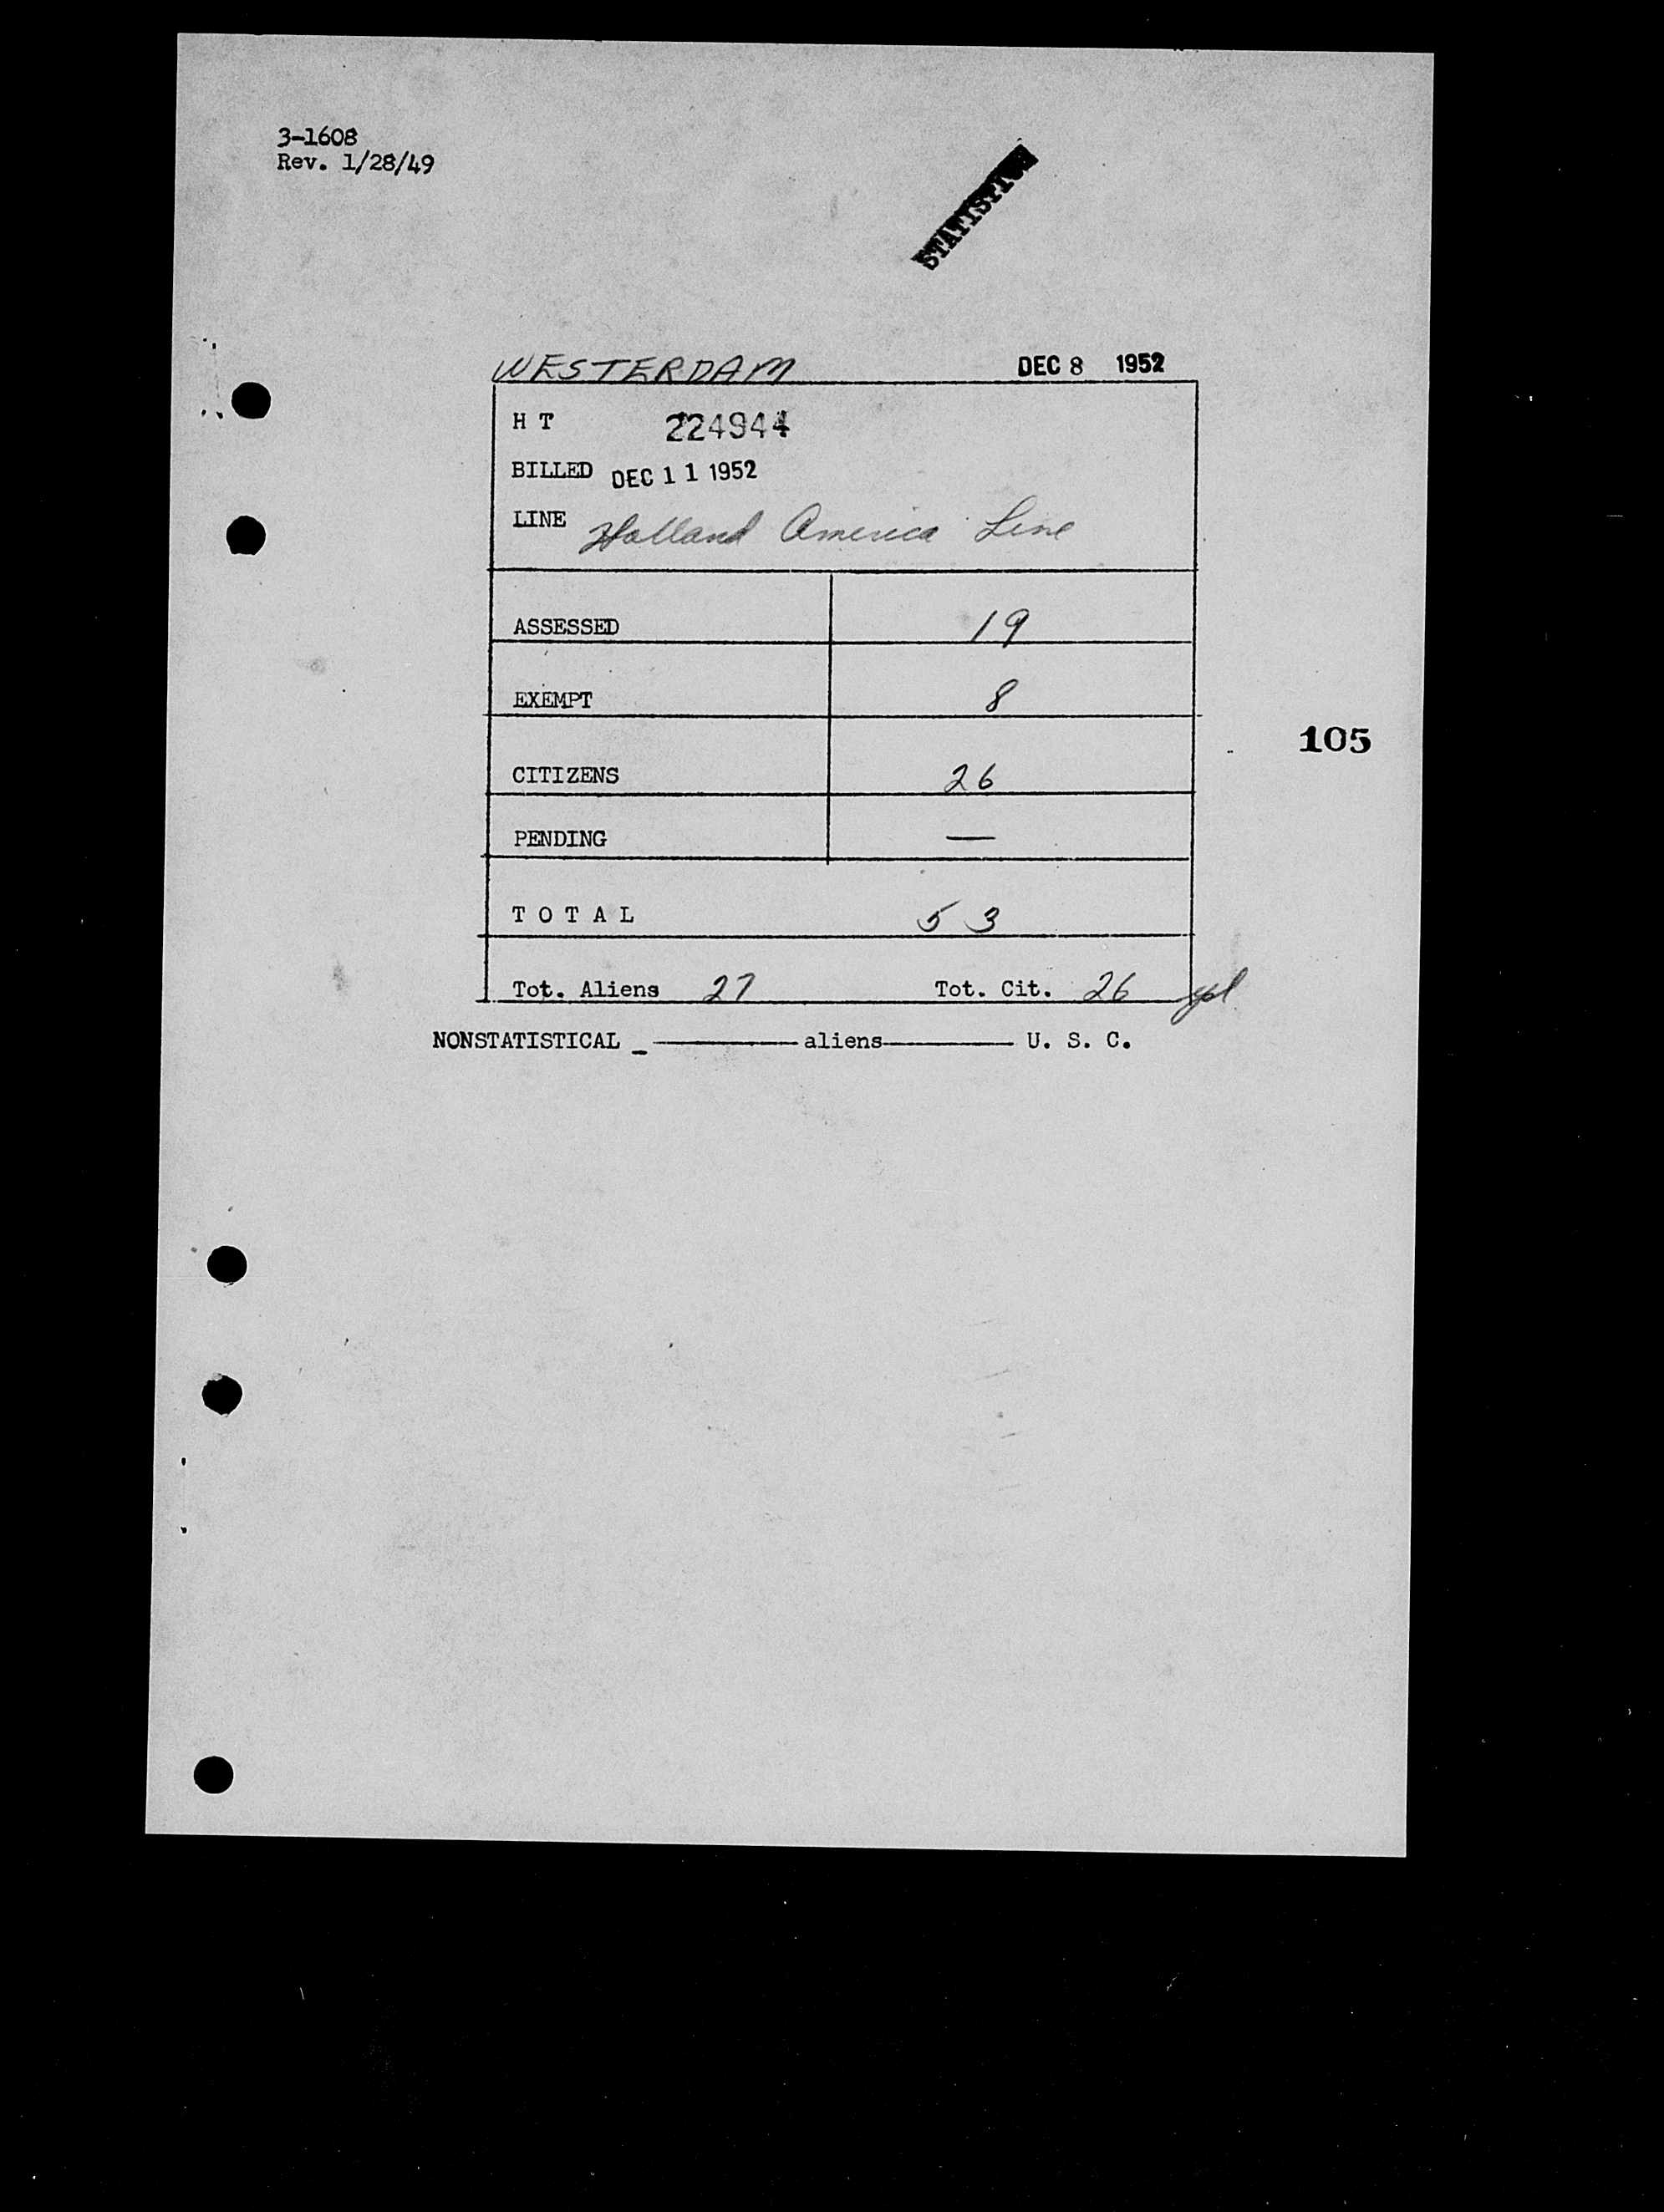 3-1608
Rev. 1/28/49
WESTERDAM DEC 8 1952
H T 224944
BILLED DEC 11 1952
LINE Holland America Line
ASSESSED 19
EXEMPT 8
105
CITIZENS 26
PENDING —
T O T A L 53
Tot. Aliens 27 Tot. Cit. 26
NONSTATISTICAL _ ———— aliens ———— U. S. C.